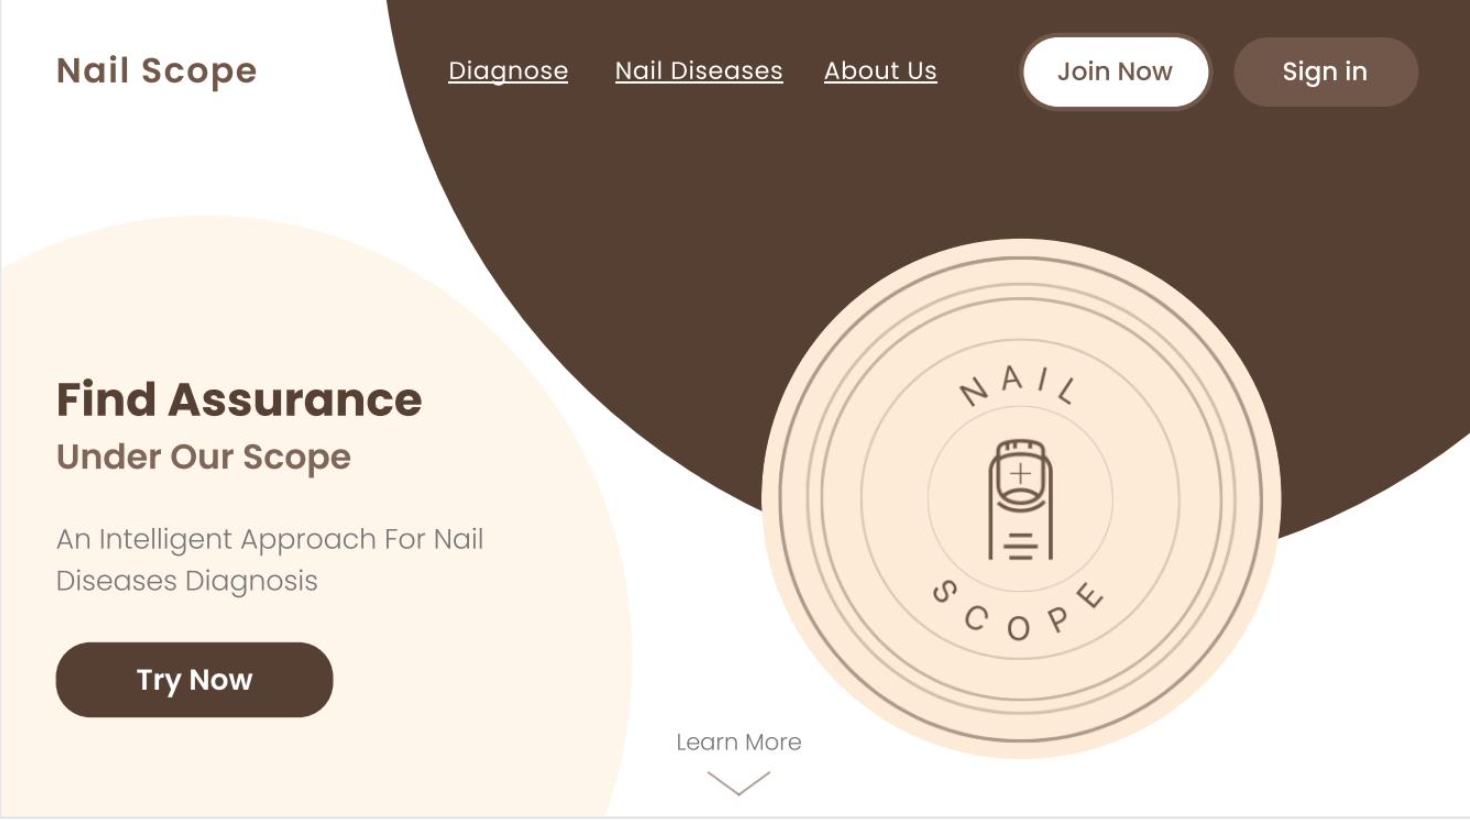 Nail Scope
Diagnose
Nail Diseases
About Us
Join Now
Sign in
Find Assurance
Under Our Scope
An Intelligent Approach For Nail
Diseases Diagnosis
Try Now
NAIL
SCOPE
Learn More